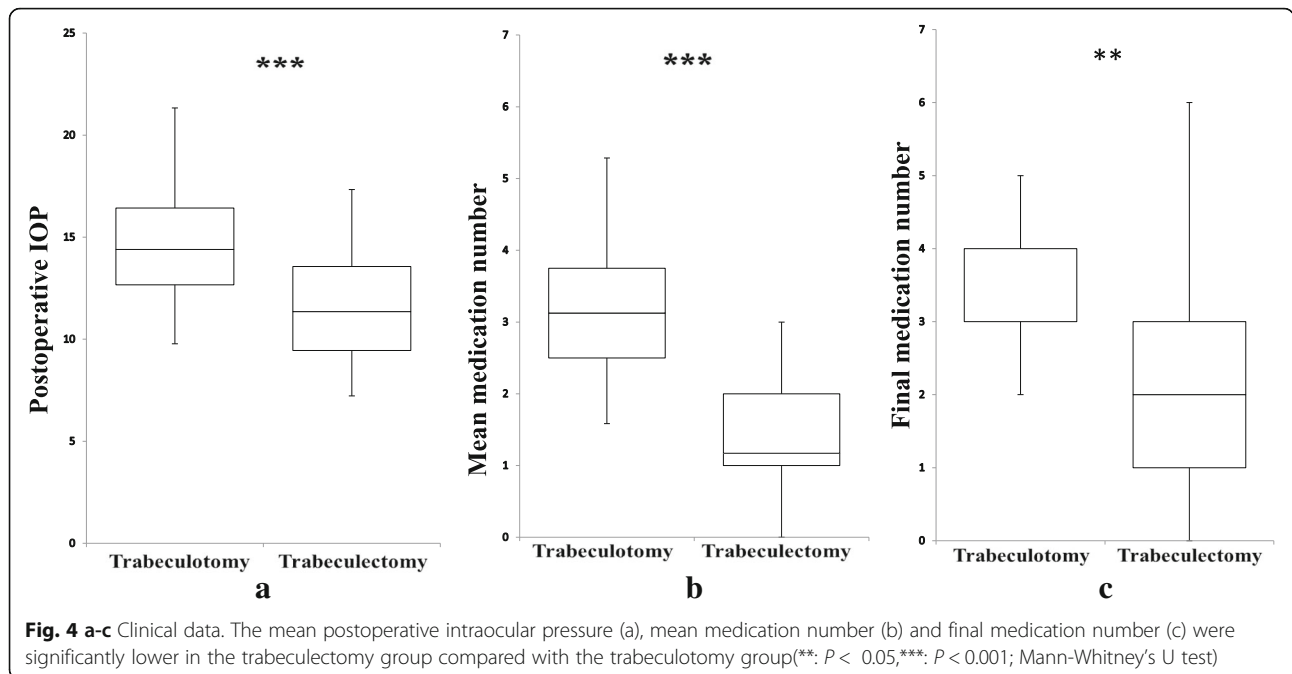 25
20
15
10
5
0
Postoperative IOP
***
Trabeculotomy Trabeculectomy
a
7
6
5
4
3
2
1
0
Mean medication number
***
Trabeculotomy Trabeculectomy
b
7
6
5
4
3
2
1
0
Final medication number
**
Trabeculotomy Trabeculectomy
c
Fig. 4 a-c Clinical data. The mean postoperative intraocular pressure (a), mean medication number (b) and final medication number (c) were
significantly lower in the trabeculectomy group compared with the trabeculotomy group(**: P < 0.05,***: P < 0.001; Mann-Whitney's U test)